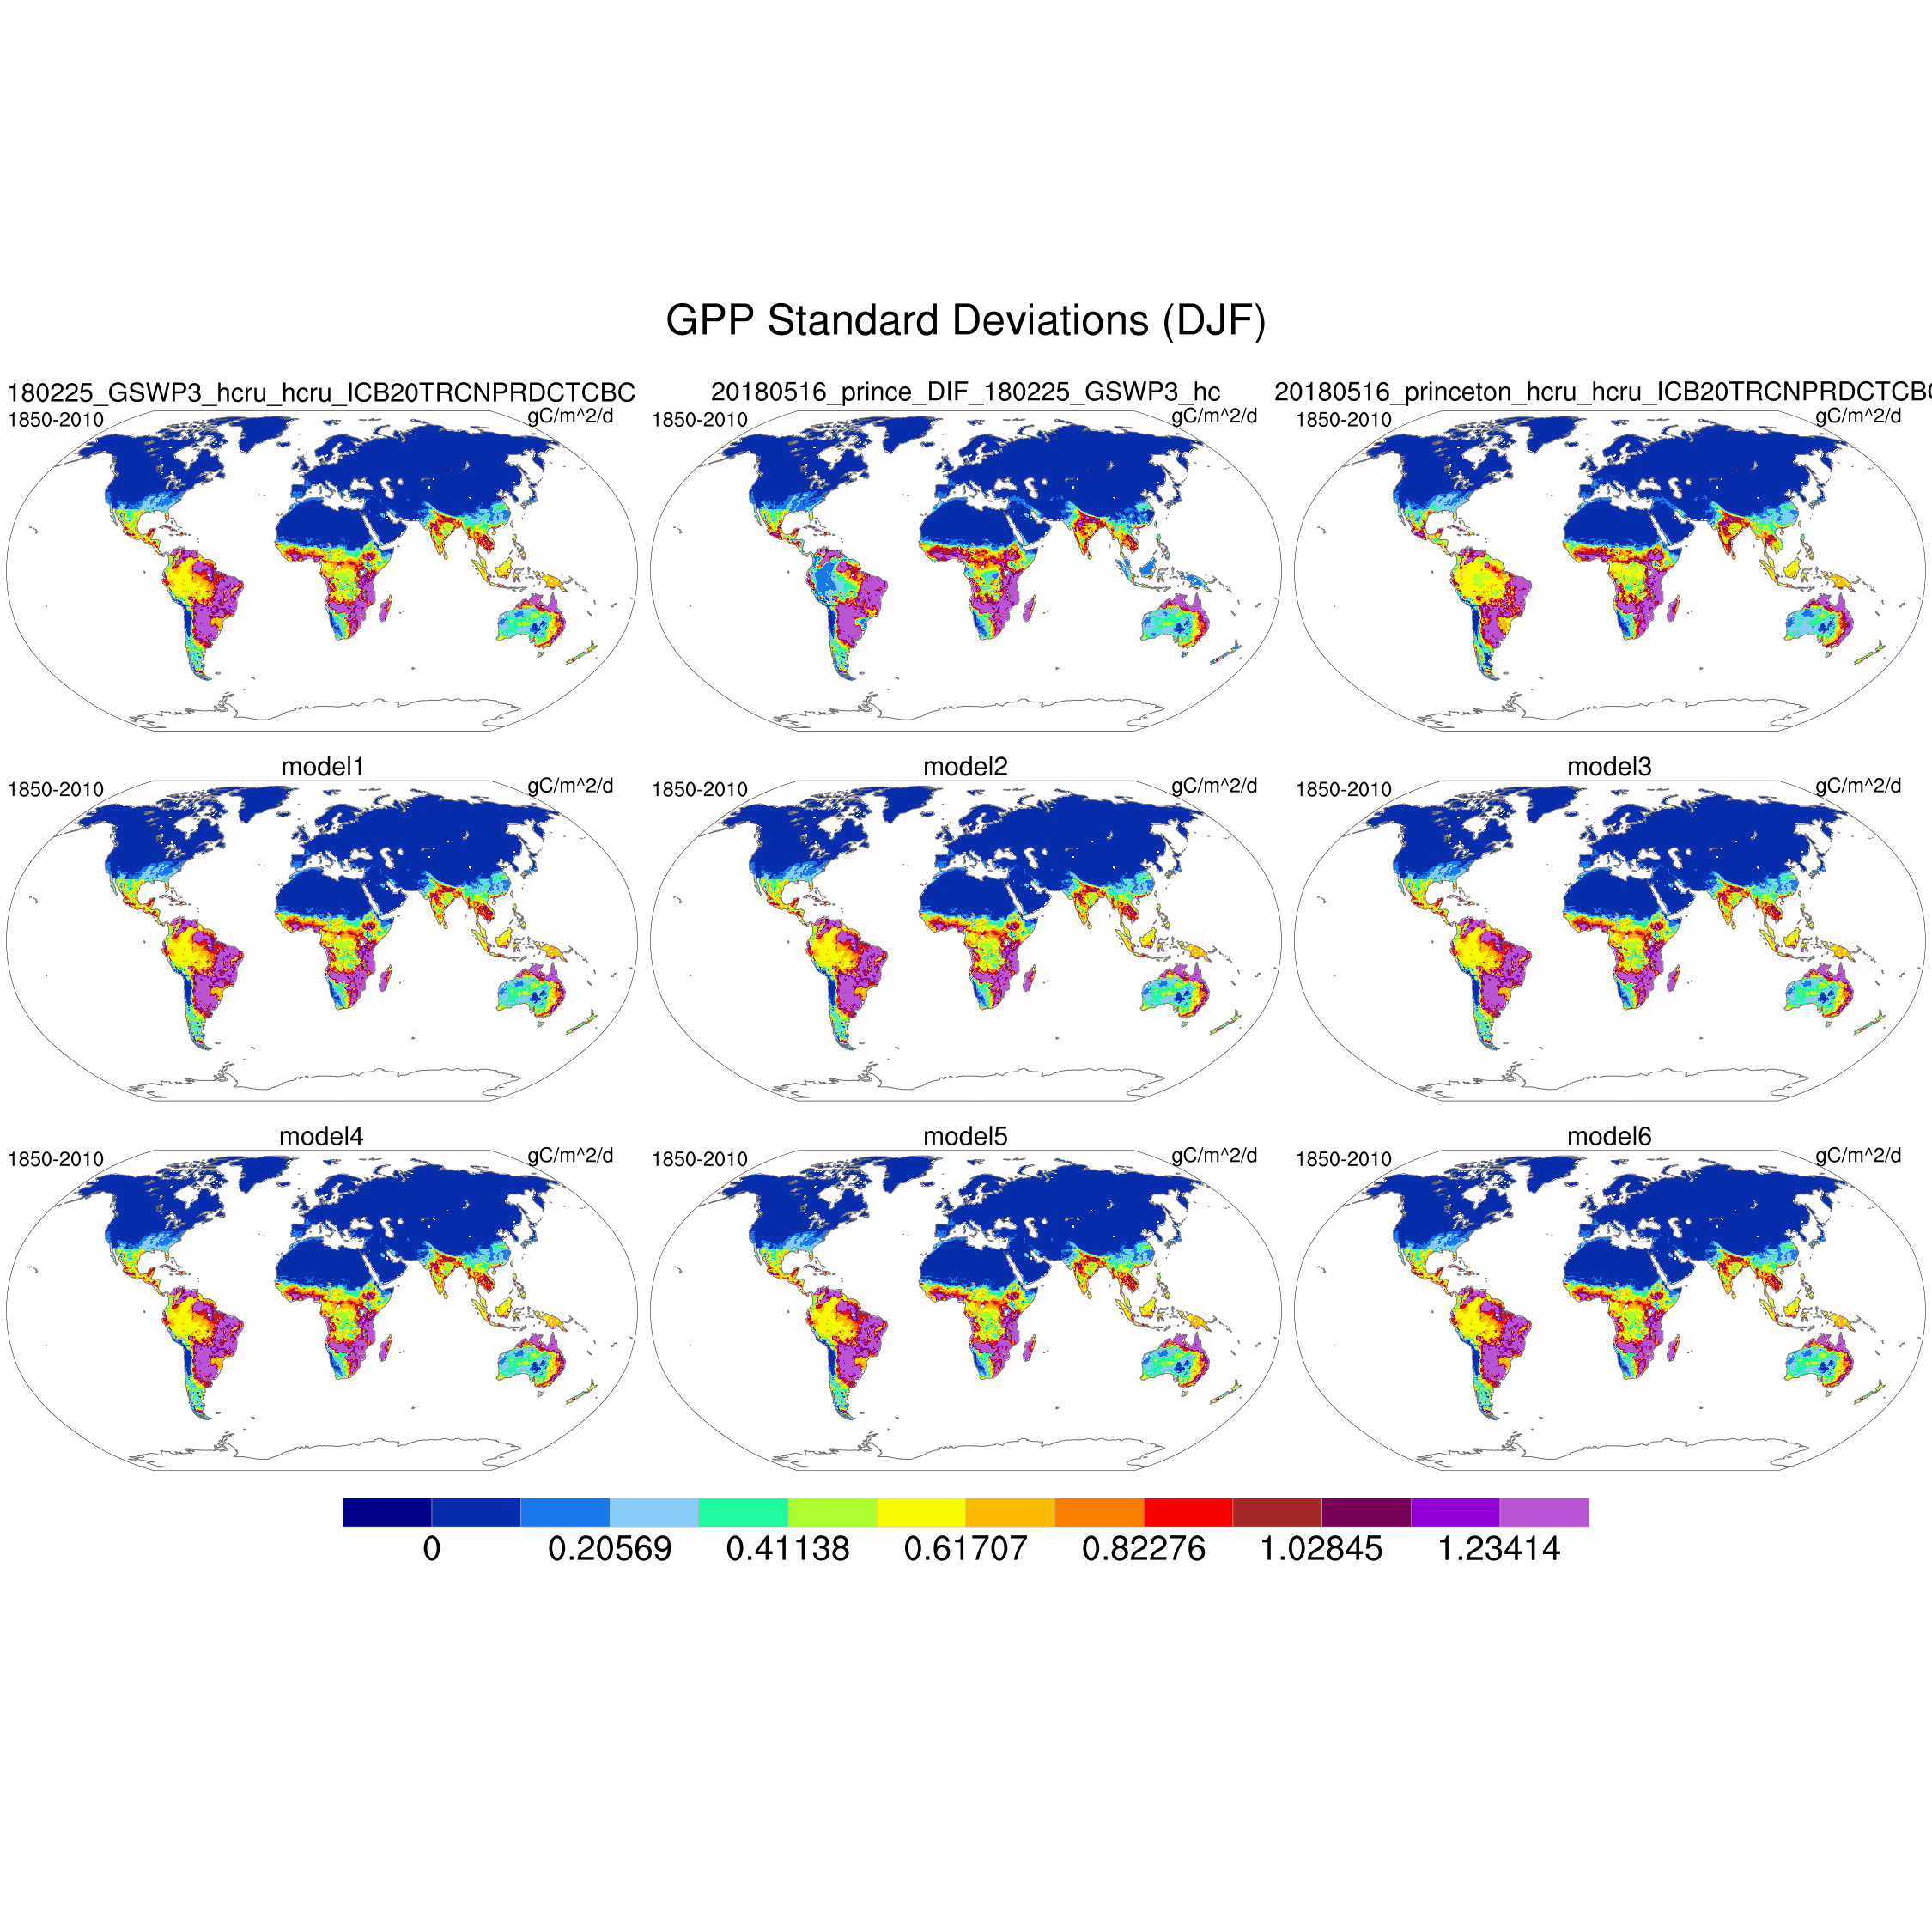 GPP Standard Deviations (DJF)
180225_GSWP3_hcru_hcru_ICB20TRCNPRDCTCBC
1850-2010
gC/m^2/d
20180516_prince_DIF_180225_GSWP3_hc
1850-2010
gC/m^2/d
20180516_princeton_hcru_hcru_ICB20TRCNPRDCTCBC
1850-2010
gC/m^2/d
model1
1850-2010
gC/m^2/d
model2
1850-2010
gC/m^2/d
model3
1850-2010
gC/m^2/d
model4
1850-2010
gC/m^2/d
model5
1850-2010
gC/m^2/d
model6
1850-2010
gC/m^2/d
0 0.20569 0.41138 0.61707 0.82276 1.02845 1.23414